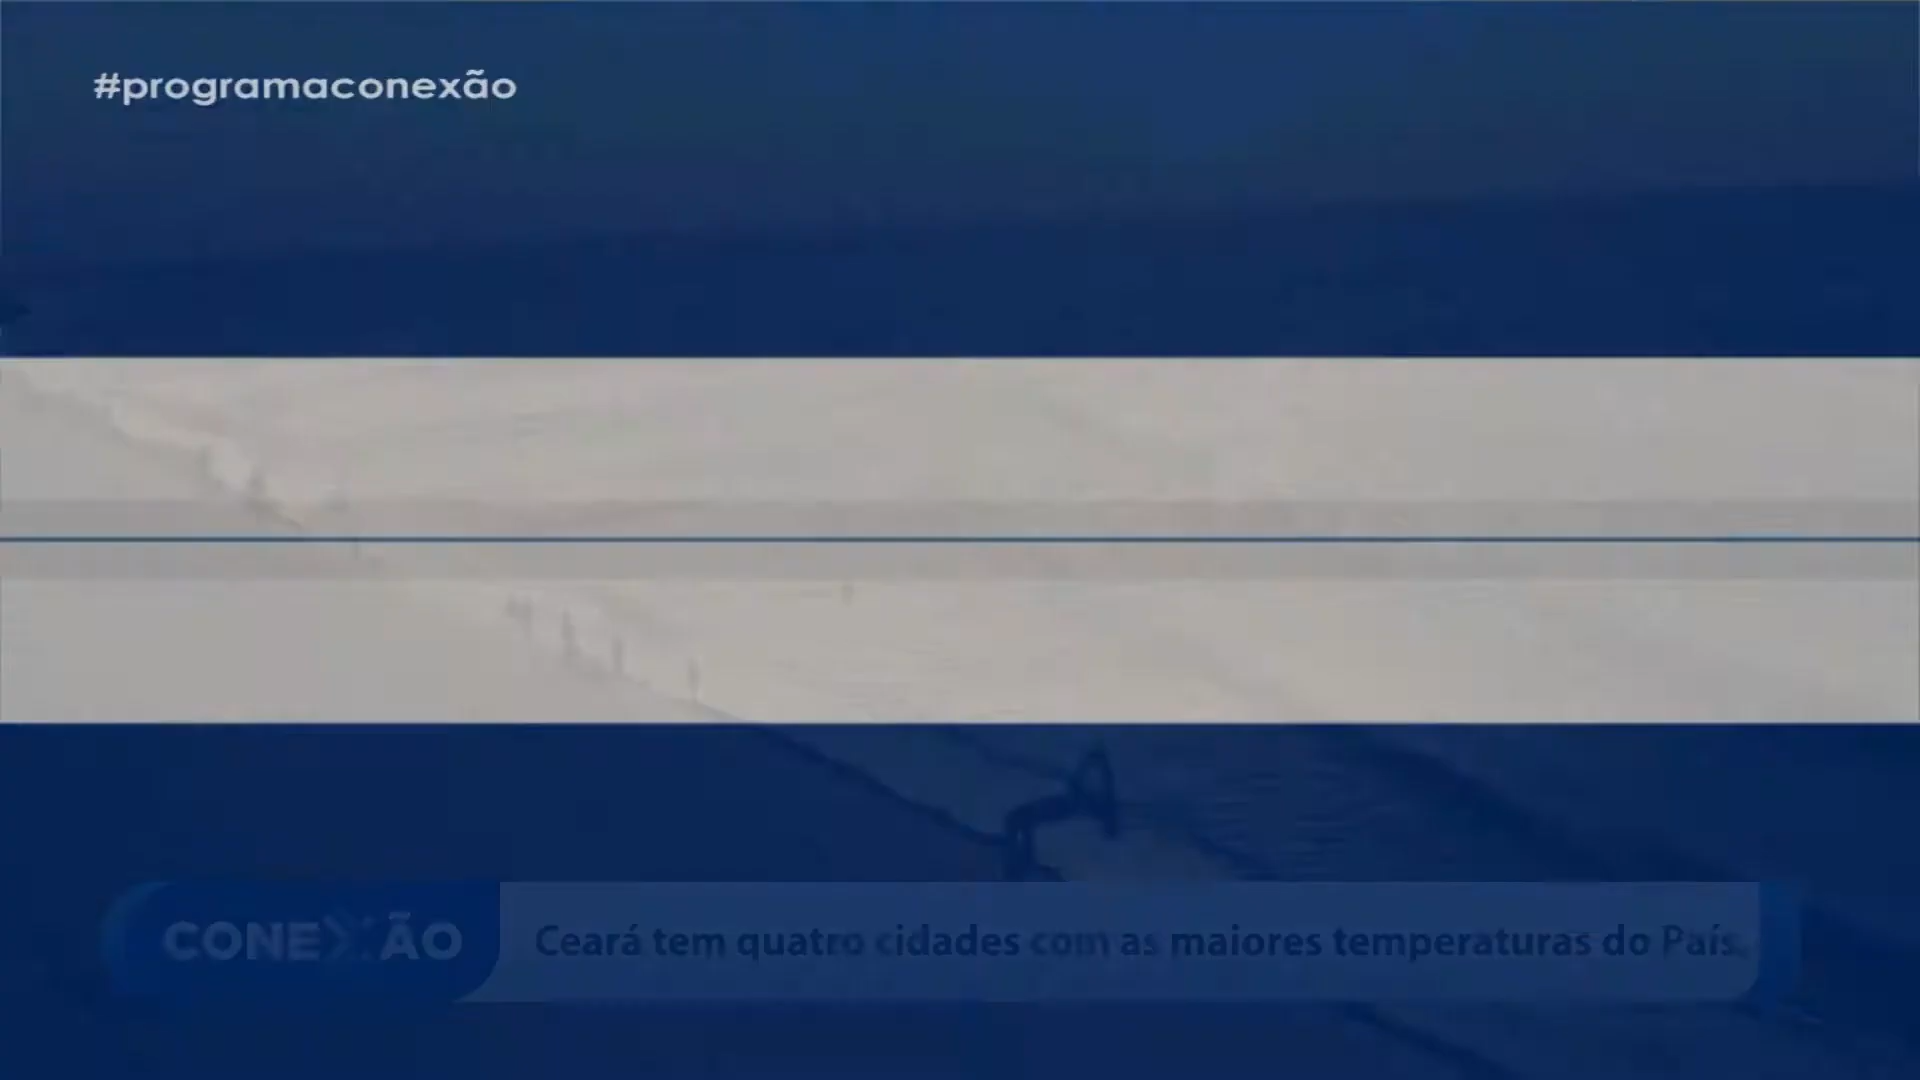 #programaconexão
CONEXÃO
Ceará tem quatro cidades com as maiores temperaturas do País.